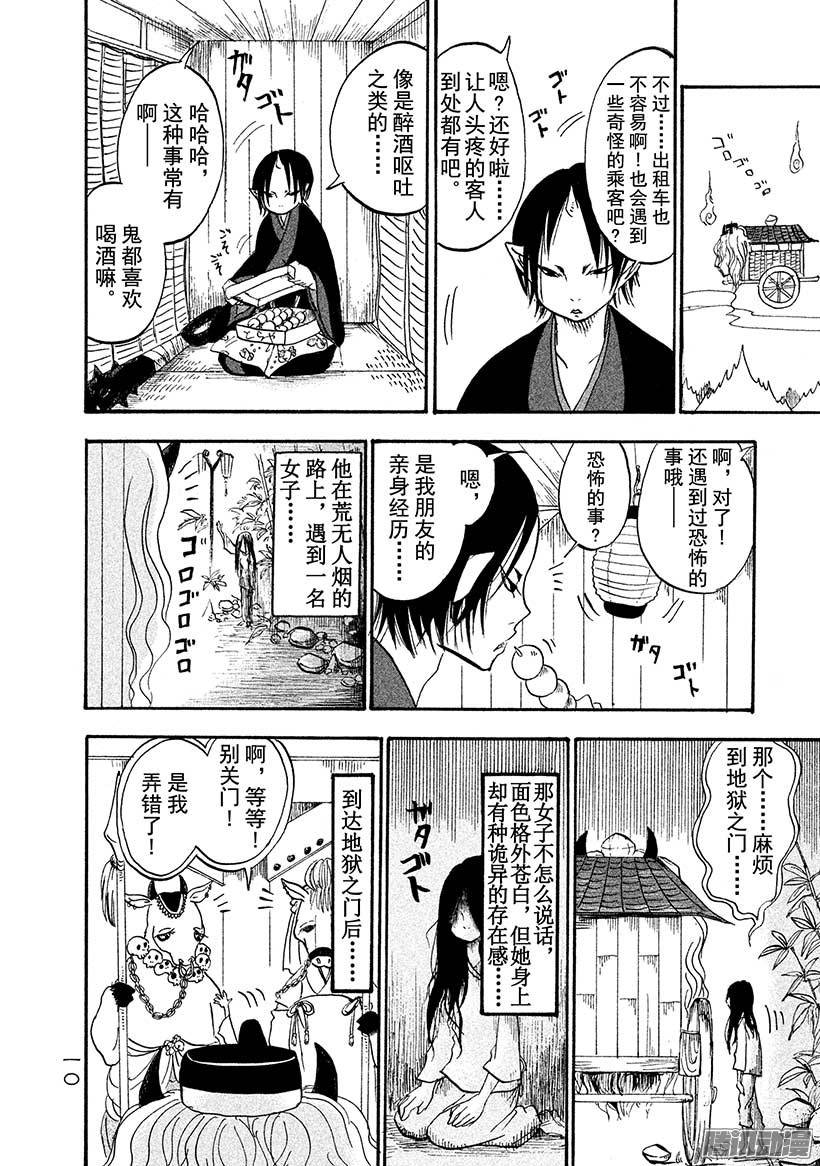 不过……出租车也
不容易啊！也会遇到
一些奇怪的乘客吧？
ゴロゴロ
嗯？还好啦……
让人头疼的客人
到处都有吧。
像是醉酒呕吐
之类的……
ガタ
ゴト
哈哈哈，
这种事常有
啊——
鬼都喜欢
喝酒嘛。
とらや
啊，对了！
还遇到过恐怖的
事哦——
恐怖的事？
ガタ
ゴト
嗯，
是我朋友的
亲身经历……
他在荒无人烟的
路上，遇到一名
女子……
ゴロゴロゴロ
那个……麻烦
到地狱之门
那女子不怎么说话，
面色格外苍白，但她身上
却有种诡异的存在感……
ガタ
ゴト
到达地狱之门后……
啊，等等！
别关门！
是我
弄错了！
一〇
腾讯动漫